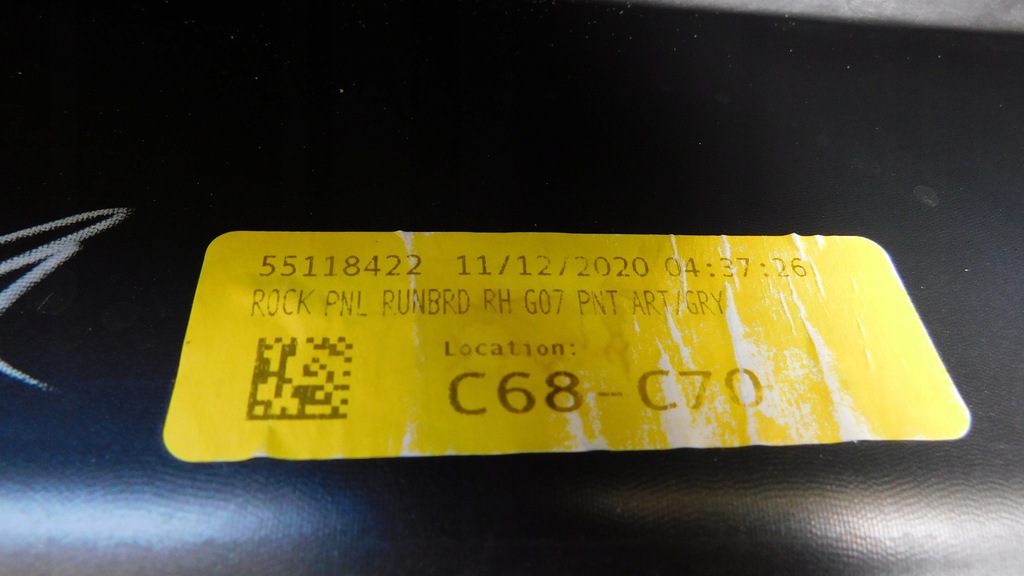 55118422 11/12/2020 04:37:26
ROCK PNL RUNBRD RH G07 PNT ART/GRY
Location:
C68-C70